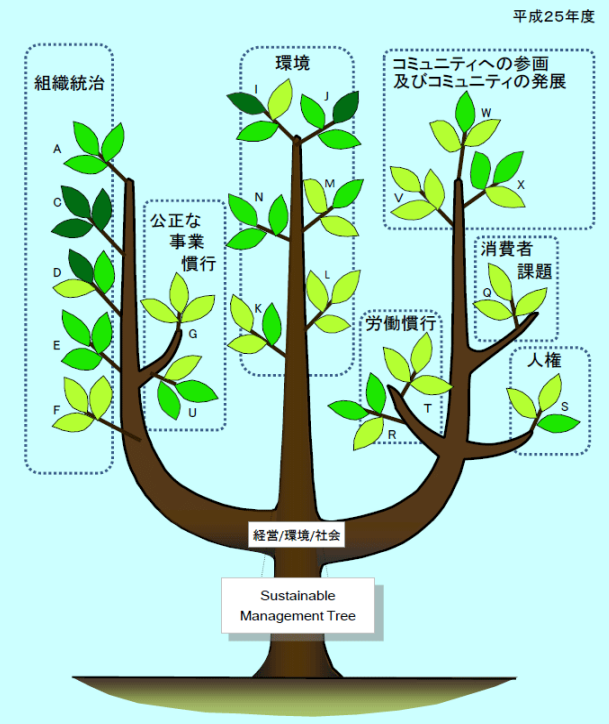 平成25年度
組織統治
環境
コミュニティへの参画
及びコミュニティの発展
I
J
W
A
M
V
X
C
N
公正な
事業
慣行
消費者
課題
D
L
Q
K
E
G
労働慣行
人権
F
U
T
S
R
経営/環境/社会
Sustainable
Management Tree